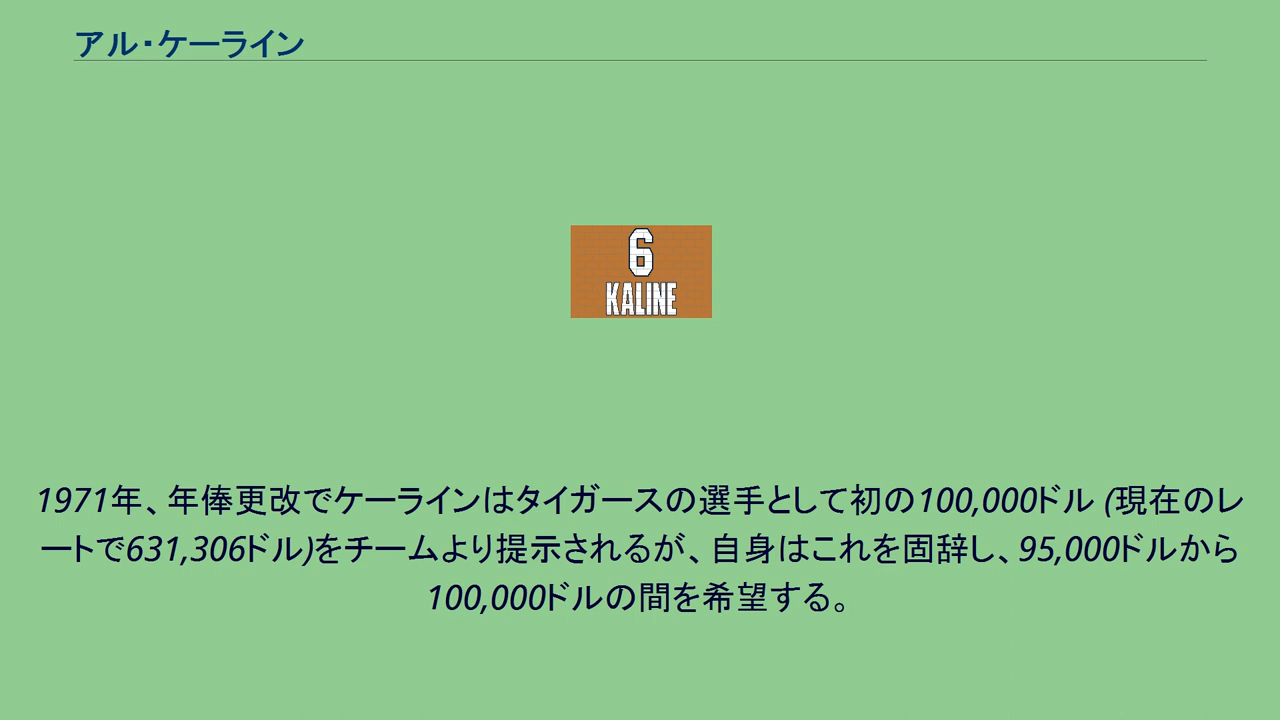 アル・ケーライン
6
KALINE
1971年、年俸更改でケーラインはタイガースの選手として初の100,000ドル (現在のレ
ートで631,306ドル)をチームより提示されるが、自身はこれを固辞し、95,000ドルから
100,000ドルの間を希望する。